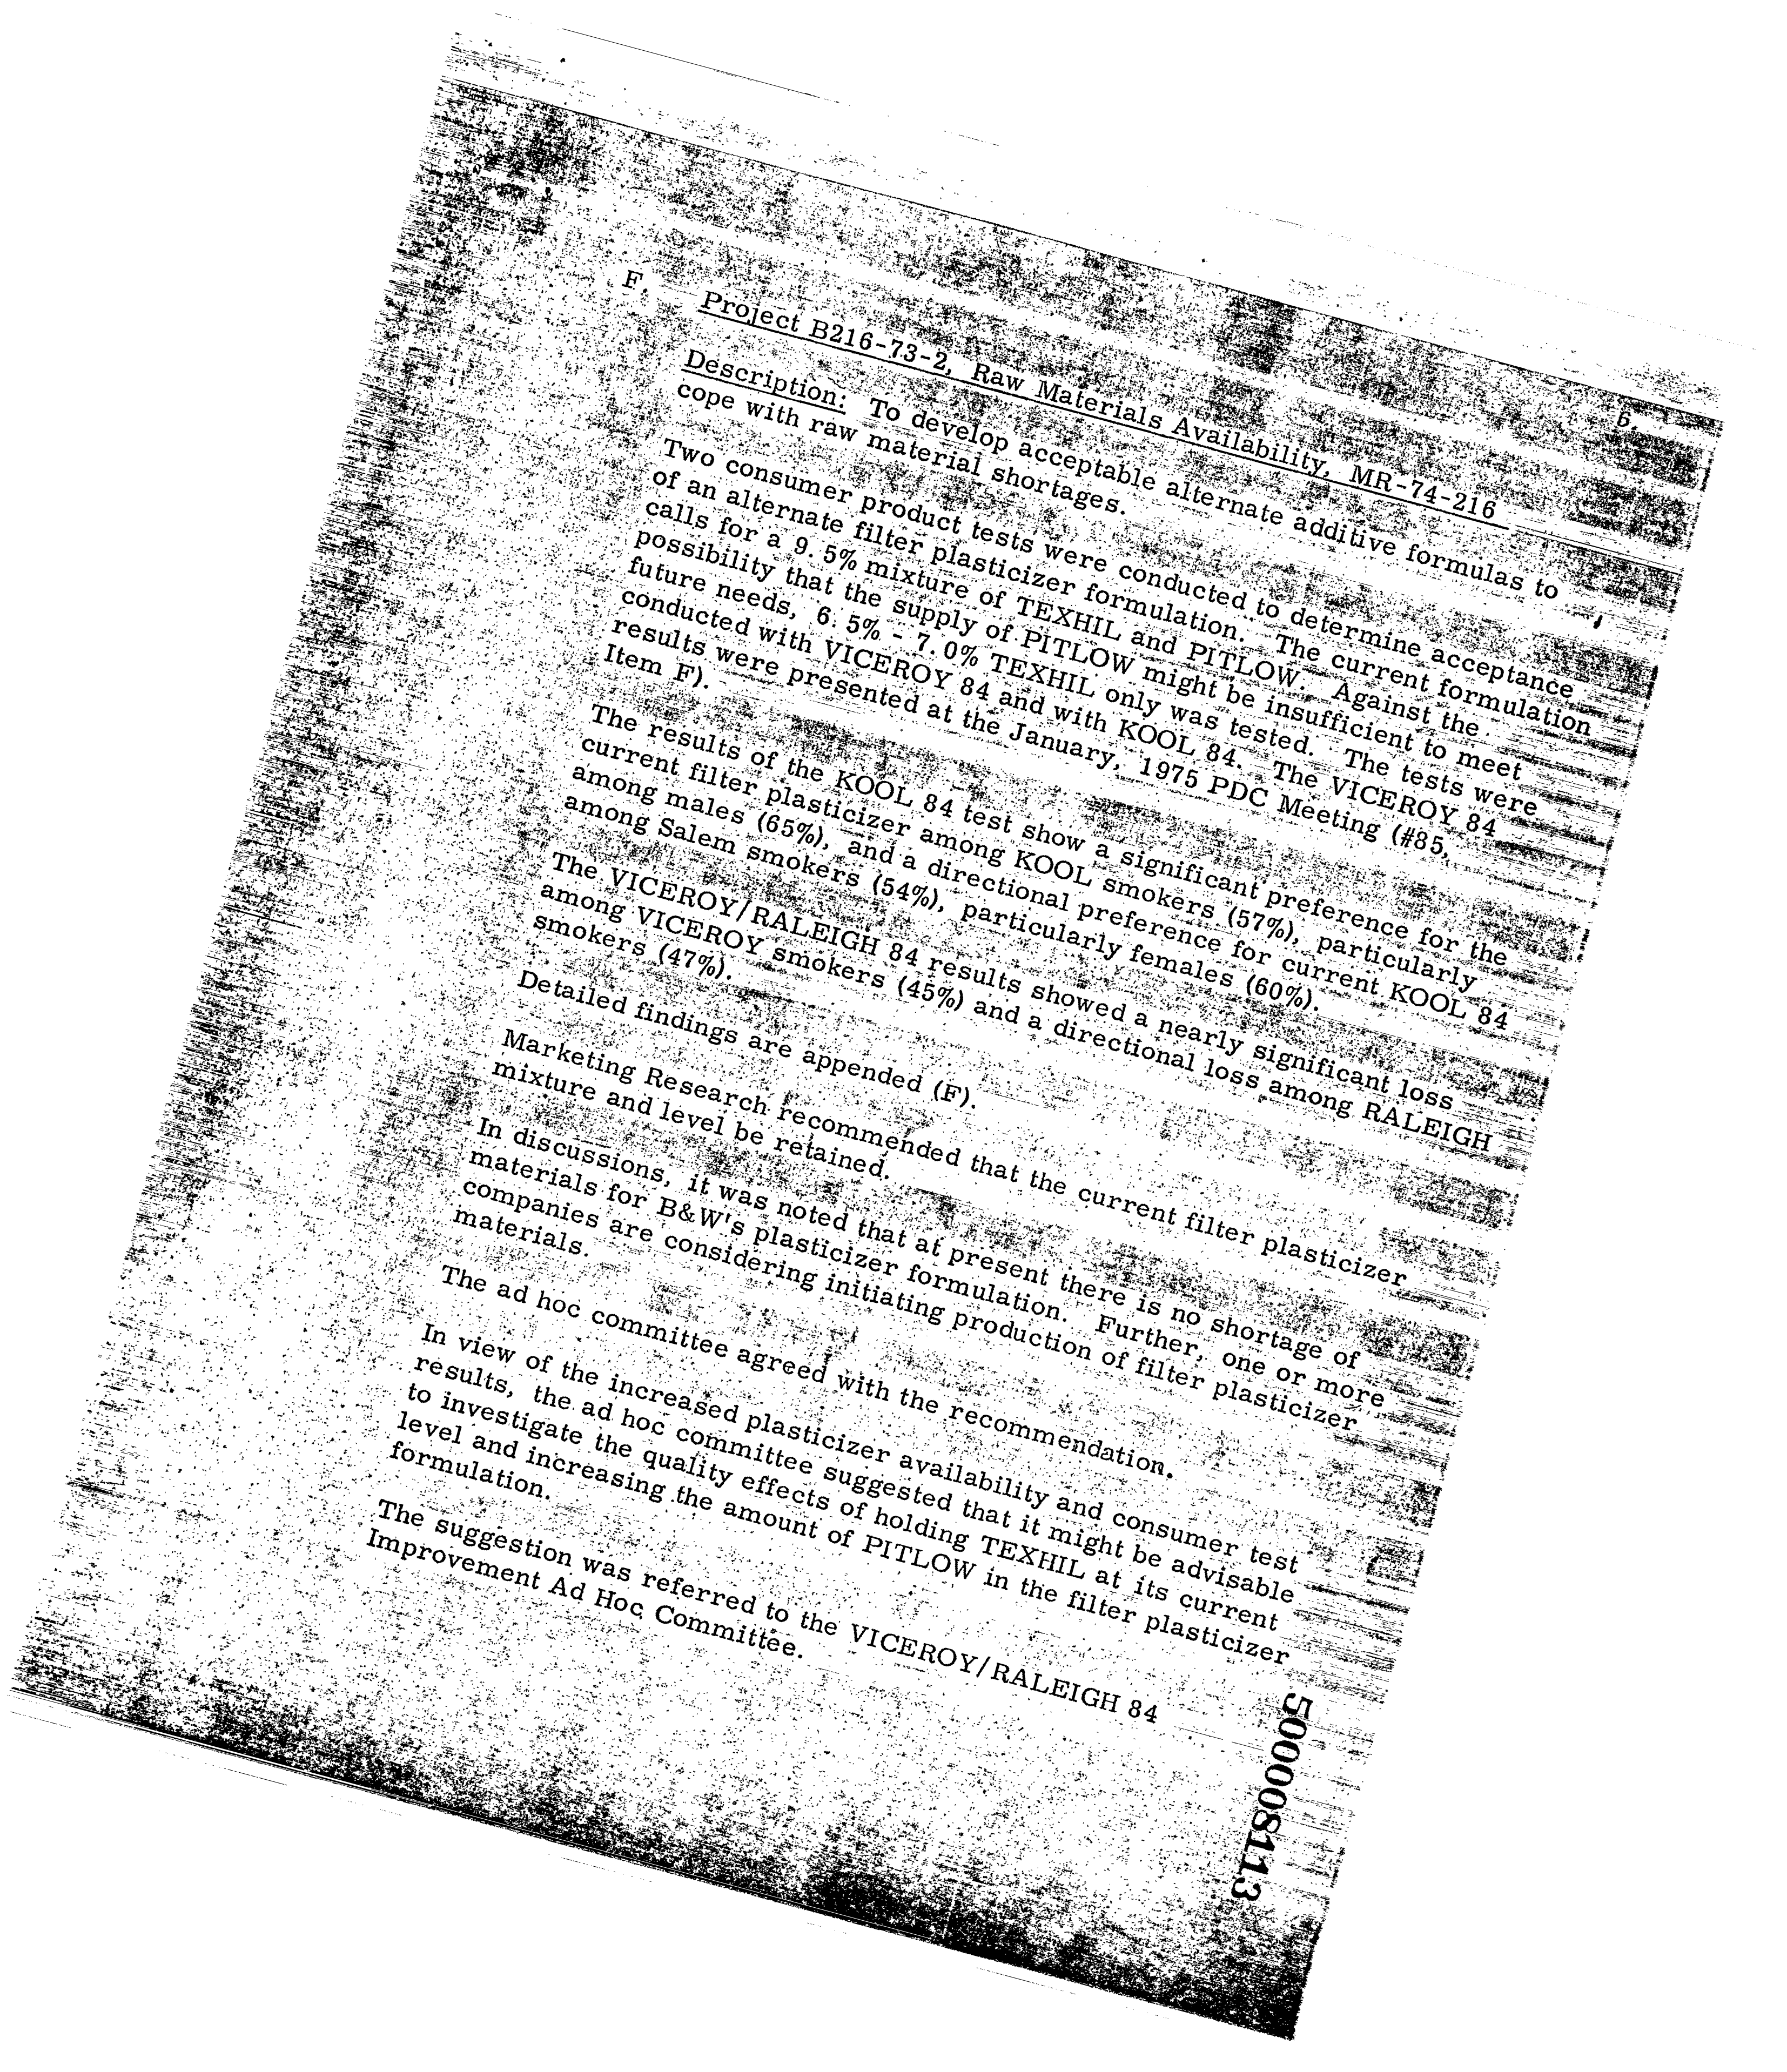 6.
F. Project B216-73-2, Raw Materials Availability, MR-74-216
Description: To develop acceptable alternate additive formulas to
cope with raw material shortages.
Two consumer product tests were conducted to determine acceptance
of an alternate filter plasticizer formulation. The current formulation
calls for a 9.5% mixture of TEXHIL and PITLOW. Against the
possibility that the supply of PITLOW might be insufficient to meet
future needs, 6.5% - 7.0% TEXHIL only was tested. The tests were
conducted with VICEROY 84 and with KOOL 84. The VICEROY 84
results were presented at the January, 1975 PDC Meeting (#85,
Item F).
The results of the KOOL 84 test show a significant preference for the
current filter plasticizer among KOOL smokers (57%), particularly
among males (65%), and a directional preference for current KOOL 84
among Salem smokers (54%), particularly females (60%).
The VICEROY/RALEIGH 84 results showed a nearly significant loss
among VICEROY smokers (45%) and a directional loss among RALEIGH
smokers (47%).
Detailed findings are appended (F).
Marketing Research recommended that the current filter plasticizer
mixture and level be retained.
In discussions, it was noted that at present there is no shortage of
materials for B&W's plasticizer formulation. Further, one or more
companies are considering initiating production of filter plasticizer
materials.
The ad hoc committee agreed with the recommendation.
In view of the increased plasticizer availability and consumer test
results, the ad hoc committee suggested that it might be advisable
to investigate the quality effects of holding TEXHIL at its current
level and increasing the amount of PITLOW in the filter plasticizer
formulation.
The suggestion was referred to the VICEROY/RALEIGH 84
Improvement Ad Hoc Committee.
500008113